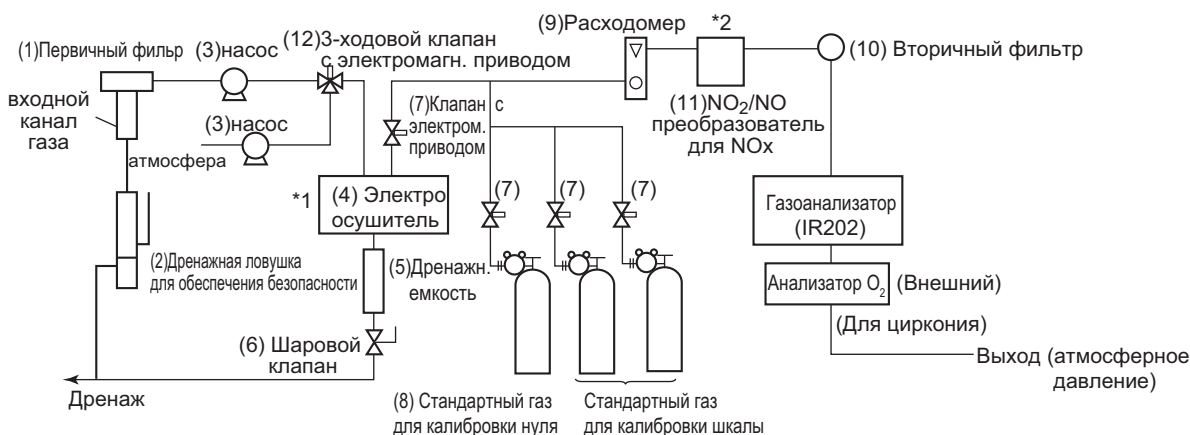 (1)Первичный фильр
(3)насос
(12)3-ходовой клапан
с электромагн. приводом
(9)Расходомер
*2
(10) Вторичный фильтр
входной
канал
газа
(3)насос
атмосфера
(7)Клапан с
электром.
приводом
(11)NO2/NO
преобразователь
для NOx
*1
(4) Электро
осушитель
(7)
(7)
(7)
Газоанализатор
(IR202)
(2)Дренажная ловушка
для обеспечения безопасности
(5)Дренажн.
емкость
Анализатор O2
(Внешний)
(Для циркония)
(6) Шаровой
клапан
Выход (атмосферное
давление)
Дренаж
(8) Стандартный газ
для калибровки нуля
Стандартный газ
для калибровки шкалы